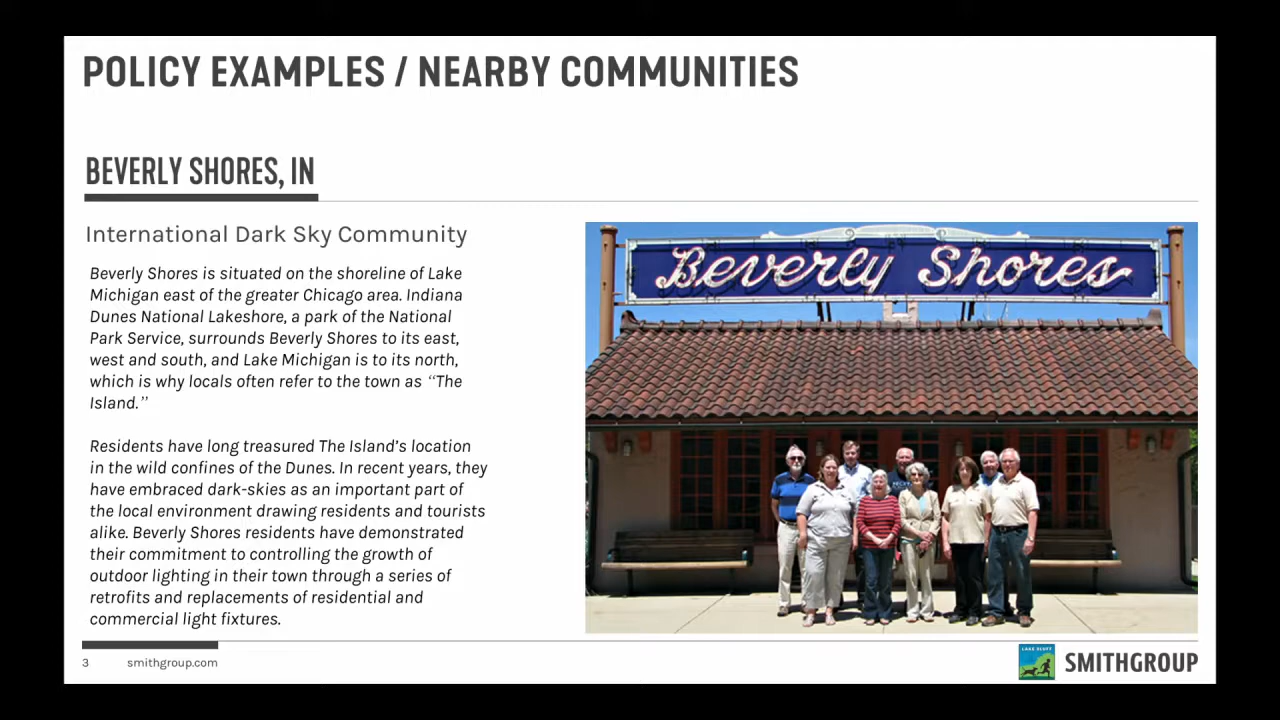 POLICY EXAMPLES / NEARBY COMMUNITIES
BEVERLY SHORES, IN
International Dark Sky Community
Beverly Shores is situated on the shoreline of Lake
Michigan east of the greater Chicago area. Indiana
Dunes National Lakeshore, a park of the National
Park Service, surrounds Beverly Shores to its east,
west and south, and Lake Michigan is to its north,
which is why locals often refer to the town as “The
Island.”
Residents have long treasured The Island’s location
in the wild confines of the Dunes. In recent years, they
have embraced dark-skies as an important part of
the local environment drawing residents and tourists
alike. Beverly Shores residents have demonstrated
their commitment to controlling the growth of
outdoor lighting in their town through a series of
retrofits and replacements of residential and
commercial light fixtures.
Beverly Shores
3 smithgroup.com
LAKE BLUFF
SMITHGROUP